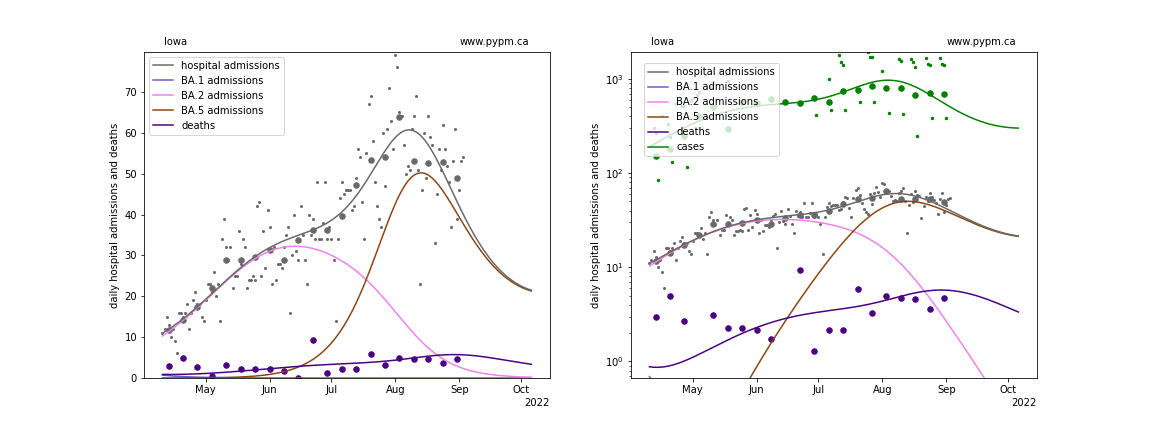 Iowa
www.pypm.ca
hospital admissions
BA.1 admissions
BA.2 admissions
BA.5 admissions
deaths
daily hospital admissions and deaths
70
60
50
40
30
20
10
0
May
Jun
Jul
Aug
Sep
Oct
2022
Iowa
www.pypm.ca
hospital admissions
BA.1 admissions
BA.2 admissions
BA.5 admissions
deaths
cases
daily hospital admissions and deaths
10³
10²
10¹
10⁰
May
Jun
Jul
Aug
Sep
Oct
2022